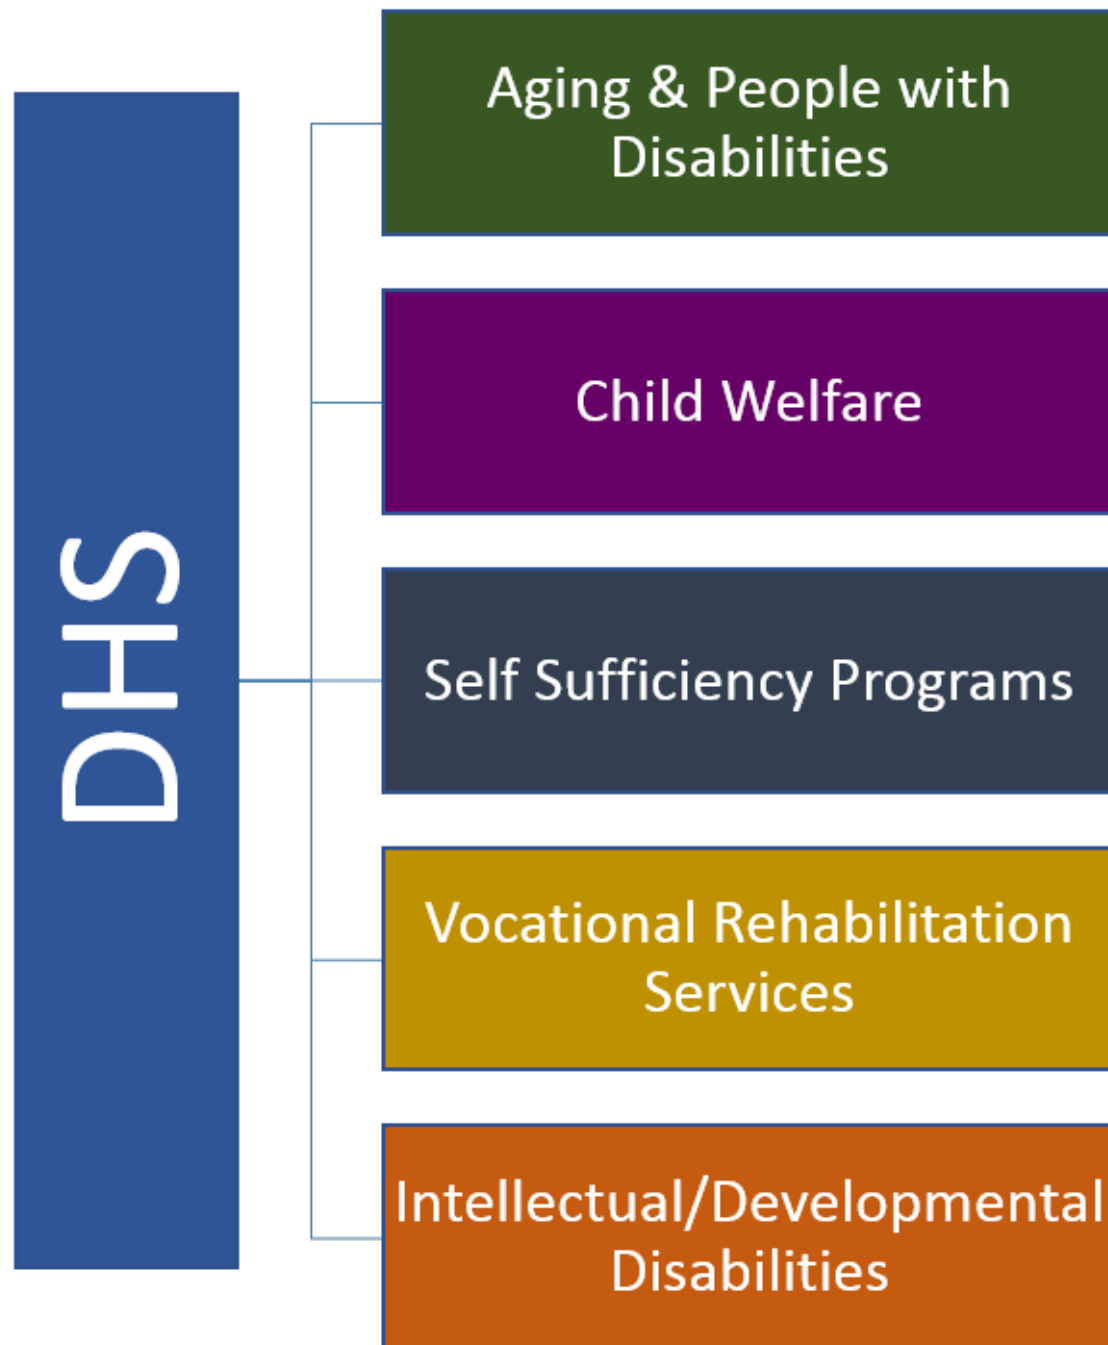 DHS
Aging & People with
Disabilities
Child Welfare
Self Sufficiency Programs
Vocational Rehabilitation
Services
Intellectual/Developmental
Disabilities